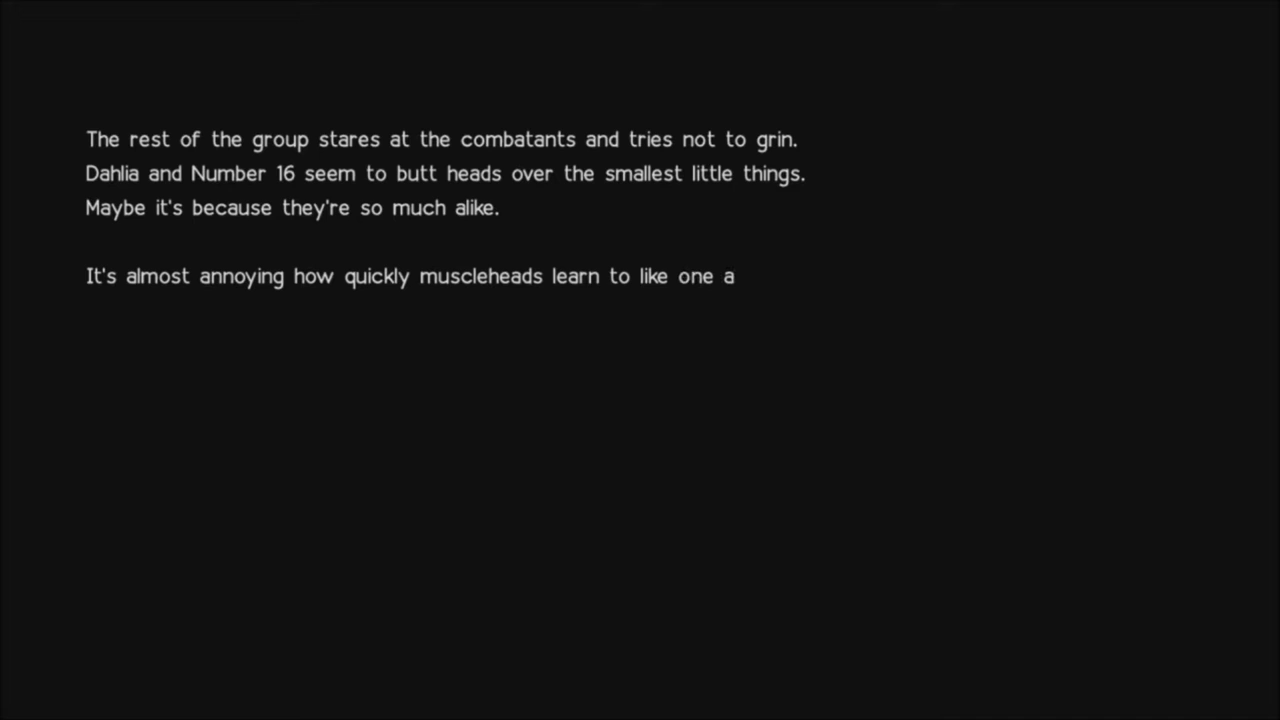 The rest of the group stares at the combatants and tries not to grin.
Dahlia and Number 16 seem to butt heads over the smallest little things.
Maybe it's because they're so much alike.
It's almost annoying how quickly muscleheads learn to like one a